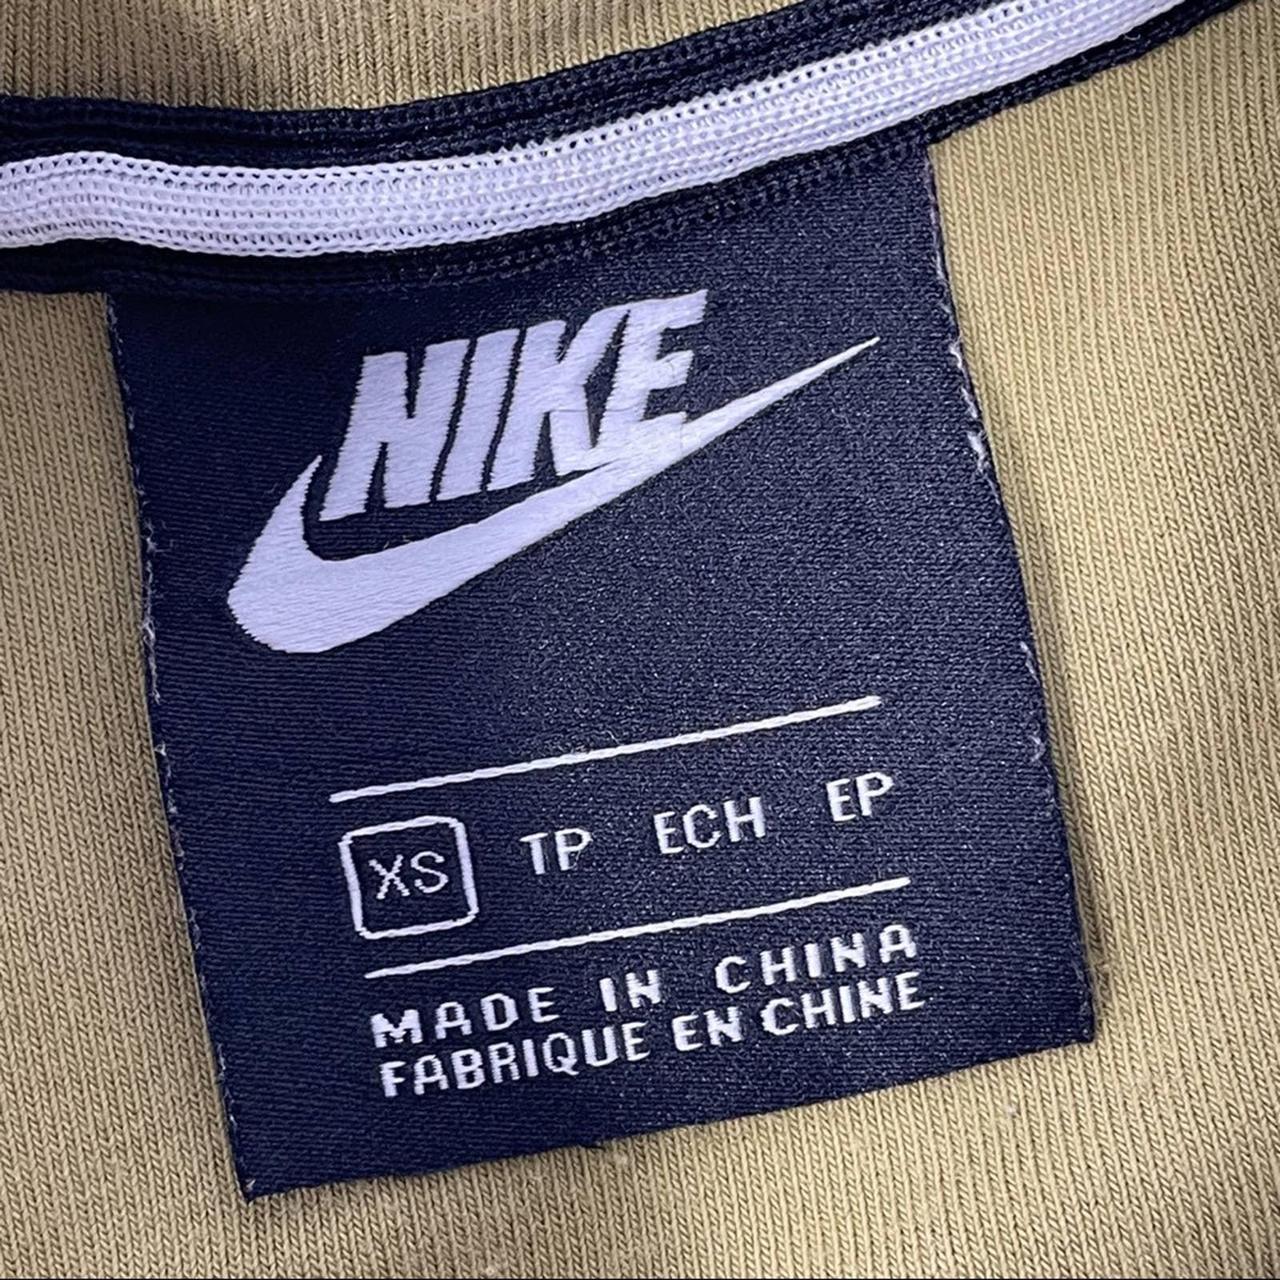 NIKE
XS TP ECH EP
MADE IN CHINA
FABRIQUE EN CHINE